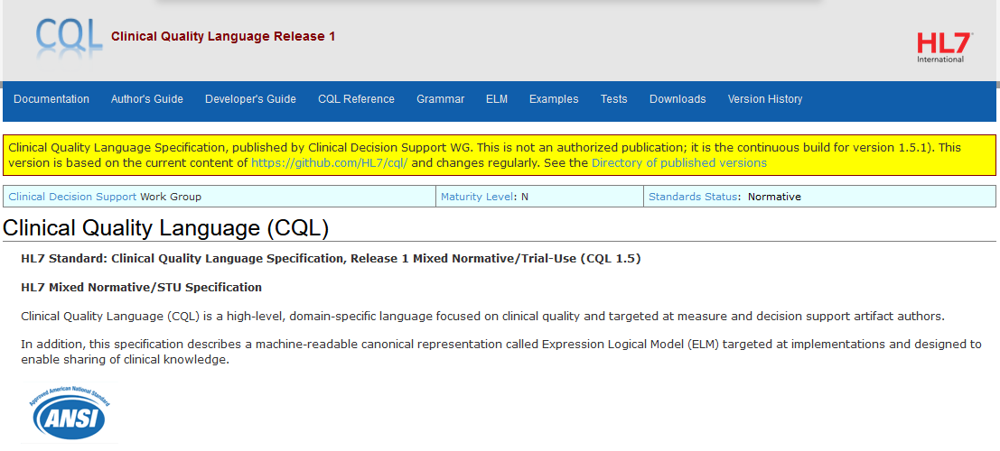 CQL Clinical Quality Language Release 1
HL7
International
Documentation Author's Guide Developer's Guide CQL Reference Grammar ELM Examples Tests Downloads Version History
Clinical Quality Language Specification, published by Clinical Decision Support WG. This is not an authorized publication; it is the continuous build for version 1.5.1). This
version is based on the current content of https://github.com/HL7/cql/ and changes regularly. See the Directory of published versions
Clinical Decision Support Work Group Maturity Level: N Standards Status: Normative
Clinical Quality Language (CQL)
HL7 Standard: Clinical Quality Language Specification, Release 1 Mixed Normative/Trial-Use (CQL 1.5)
HL7 Mixed Normative/STU Specification
Clinical Quality Language (CQL) is a high-level, domain-specific language focused on clinical quality and targeted at measure and decision support artifact authors.
In addition, this specification describes a machine-readable canonical representation called Expression Logical Model (ELM) targeted at implementations and designed to
enable sharing of clinical knowledge.
Approved American National Standard
ANSI